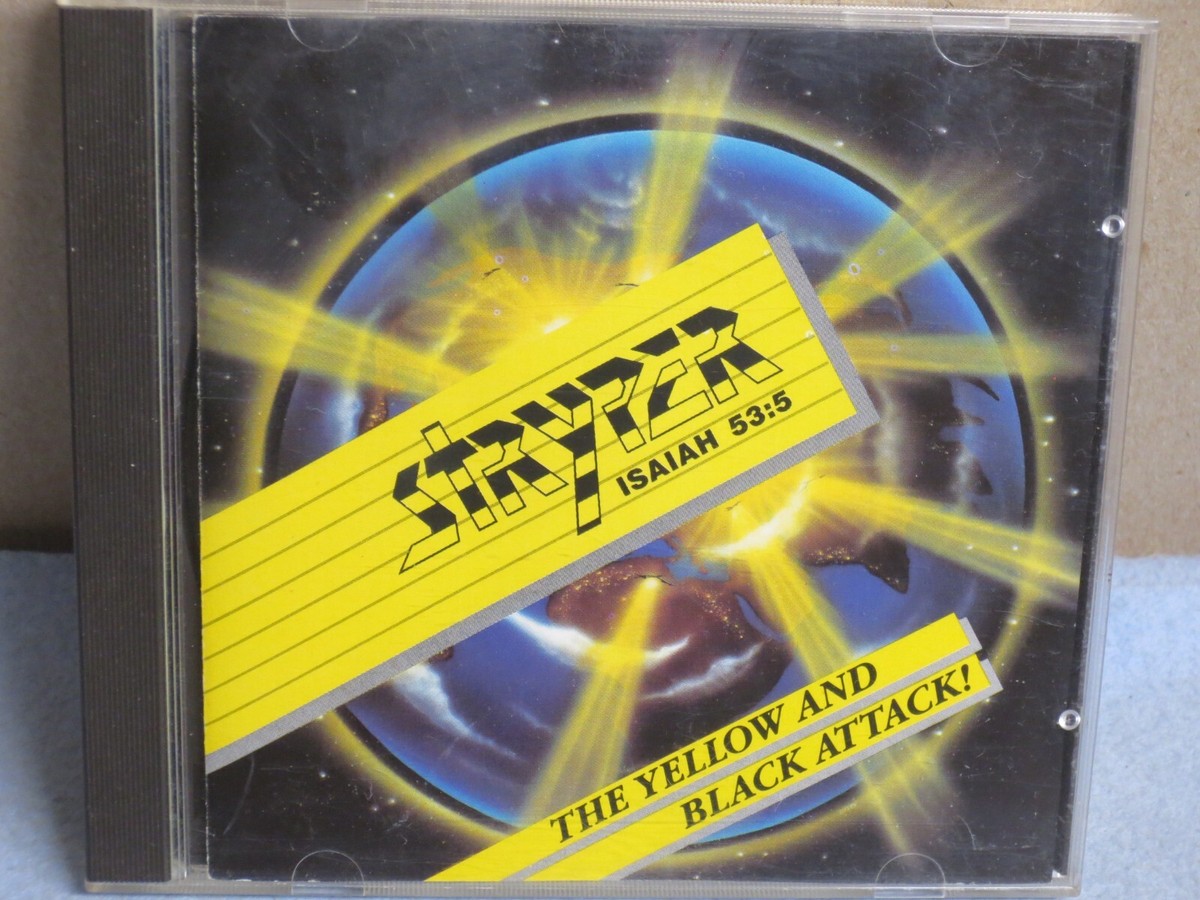 STRYPER
ISAIAH 53:5
THE YELLOW AND
BLACK ATTACK!